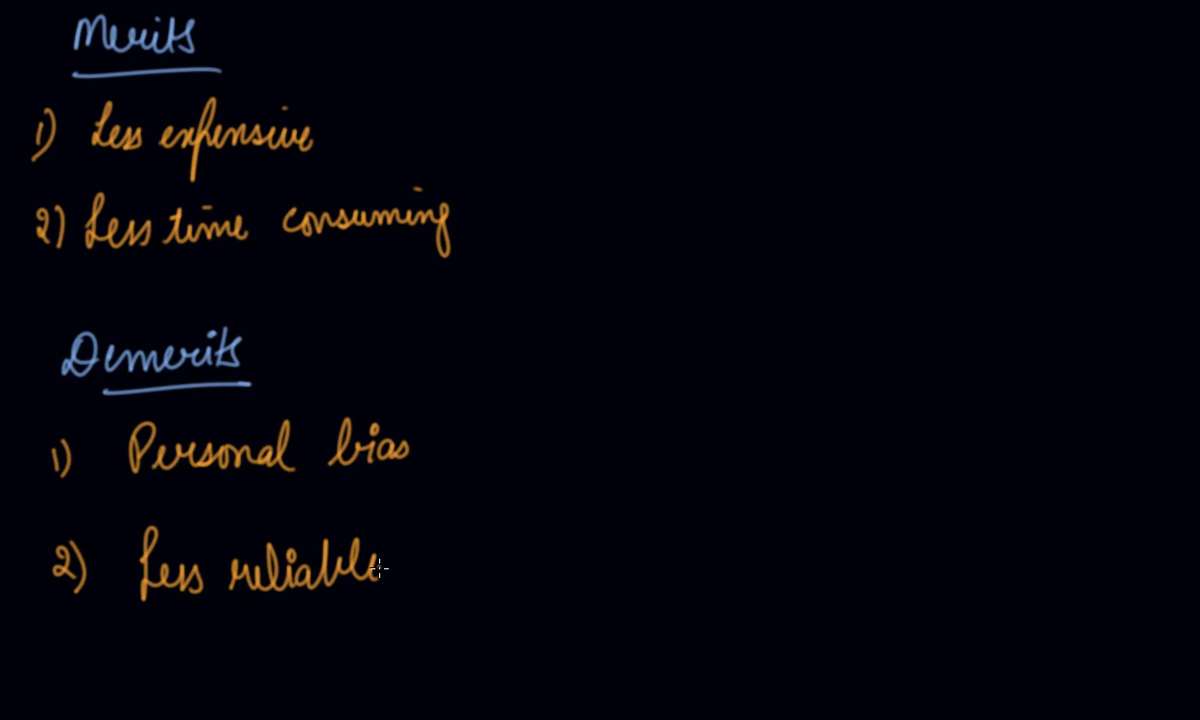 Merits
1) Less expensive
2) Less time consuming
Demerits
1) Personal bias
2) Less reliable